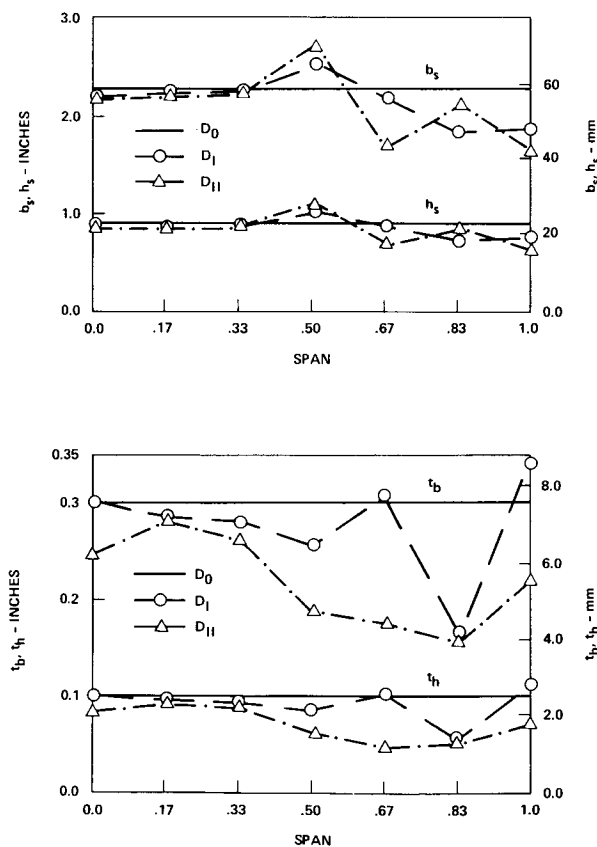 3.0
2.0
1.0
0.0
b_s, h_s - INCHES
D_0
D_I
D_II
b_s
h_s
60
40
20
0.0
b_s, h_s - mm
0.0 .17 .33 .50 .67 .83 1.0
SPAN
0.35
0.3
0.2
0.1
0.0
t_b, t_h - INCHES
D_0
D_I
D_II
t_b
t_h
8.0
6.0
4.0
2.0
0.0
t_b, t_h - mm
0.0 .17 .33 .50 .67 .83 1.0
SPAN